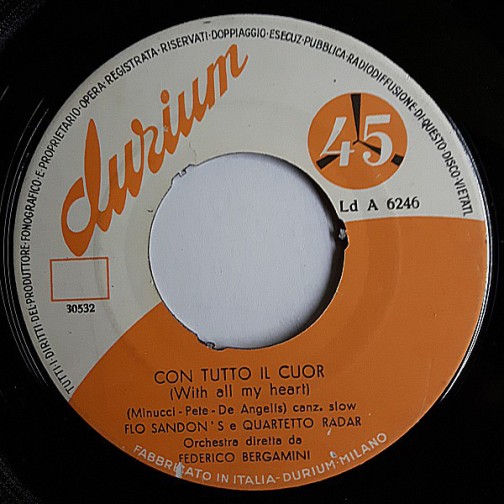 TUTTI I DIRITTI DEL PRODUTTORE FONOGRAFICO E PROPRIETARIO OPERA REGISTRATA RISERVATI · DOPPIAGGIO · ESECUZ. PUBBLICA · RADIODIFFUSIONE DI QUESTO DISCO VIETATI.
durium
45
Ld A 6246
30532
CON TUTTO IL CUOR
(With all my heart)
(Minucci - Pete - De Angelis) canz. slow
FLO SANDON'S e QUARTETTO RADAR
Orchestra diretta da
FEDERICO BERGAMINI
FABBRICATO IN ITALIA - DURIUM - MILANO